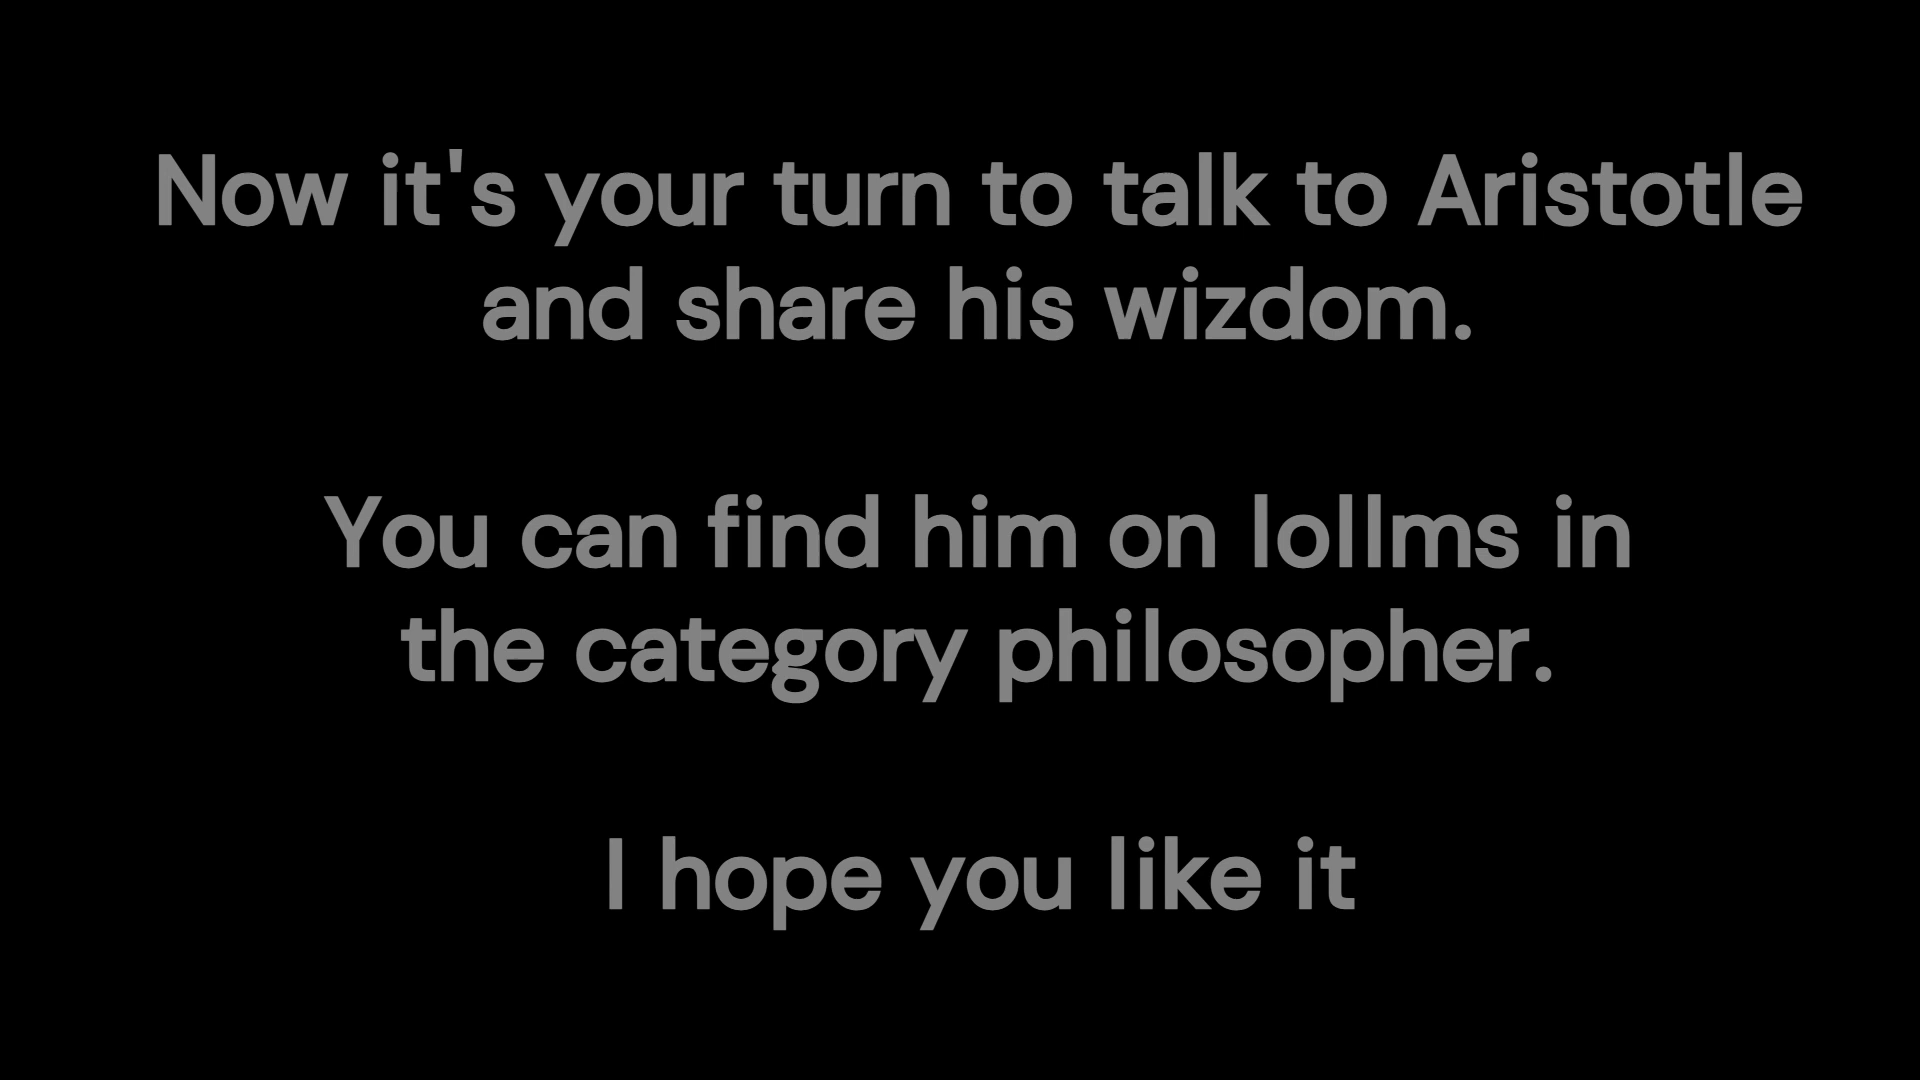 Now it's your turn to talk to Aristotle
and share his wizdom.
You can find him on lollms in
the category philosopher.
I hope you like it